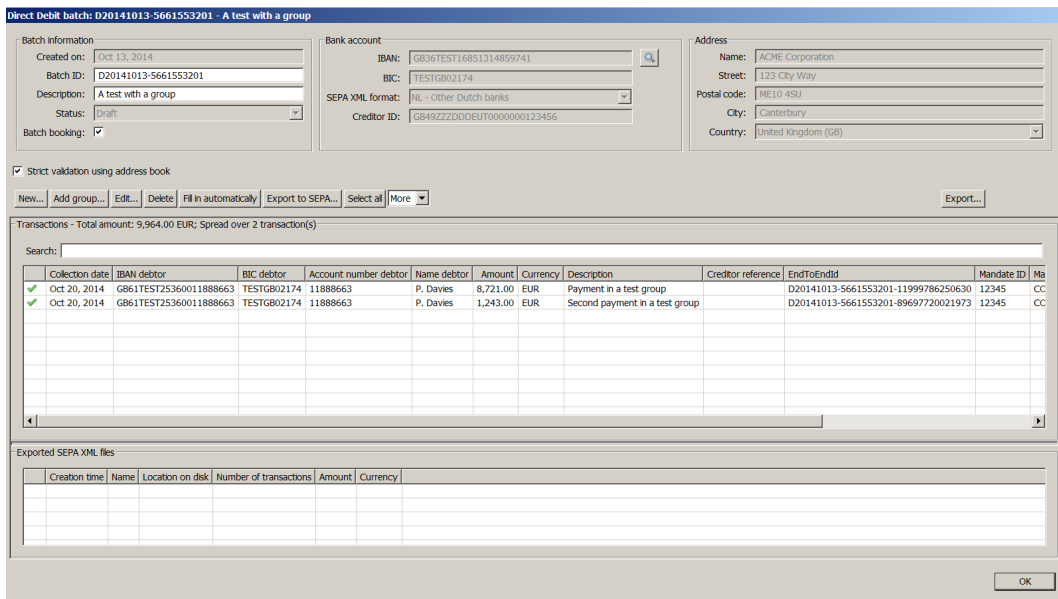 Direct Debit batch: D20141013-5661553201 - A test with a group
Batch information
Created on: Oct 13, 2014
Batch ID: D20141013-5661553201
Description: A test with a group
Status: Draft
Batch booking:
Bank account
IBAN: GB36TEST16851314859741
BIC: TESTGB02174
SEPA XML format: NL - Other Dutch banks
Creditor ID: GB49ZZZDDDEUT0000000123456
Address
Name: ACME Corporation
Street: 123 City Way
Postal code: ME10 4SU
City: Canterbury
Country: United Kingdom (GB)
Strict validation using address book
New... Add group... Edit... Delete Fill in automatically Export to SEPA... Select all More Export...
Transactions - Total amount: 9,964.00 EUR; Spread over 2 transaction(s)
Search:
Collection date IBAN debtor BIC debtor Account number debtor Name debtor Amount Currency Description Creditor reference EndToEndId Mandate ID Ma
Oct 20, 2014 GB61TEST25360011888663 TESTGB02174 11888663 P. Davies 8,721.00 EUR Payment in a test group D20141013-5661553201-11999786250630 12345 CO
Oct 20, 2014 GB61TEST25360011888663 TESTGB02174 11888663 P. Davies 1,243.00 EUR Second payment in a test group D20141013-5661553201-89697720021973 12345 CO
Exported SEPA XML files
Creation time Name Location on disk Number of transactions Amount Currency
OK